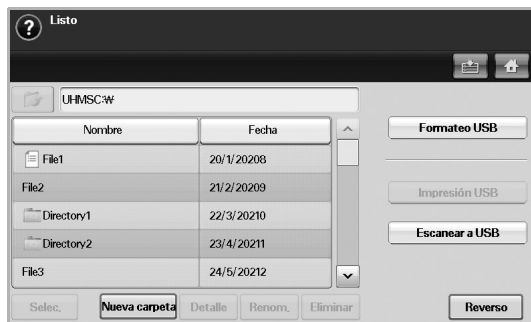 ?
Listo
UHMSC:₩
Nombre Fecha
File1 20/1/20208
File2 21/2/20209
Directory1 22/3/20210
Directory2 23/4/20211
File3 24/5/20212
Formateo USB
Impresión USB
Escanear a USB
Selec. Nueva carpeta Detalle Renom. Eliminar Reverso